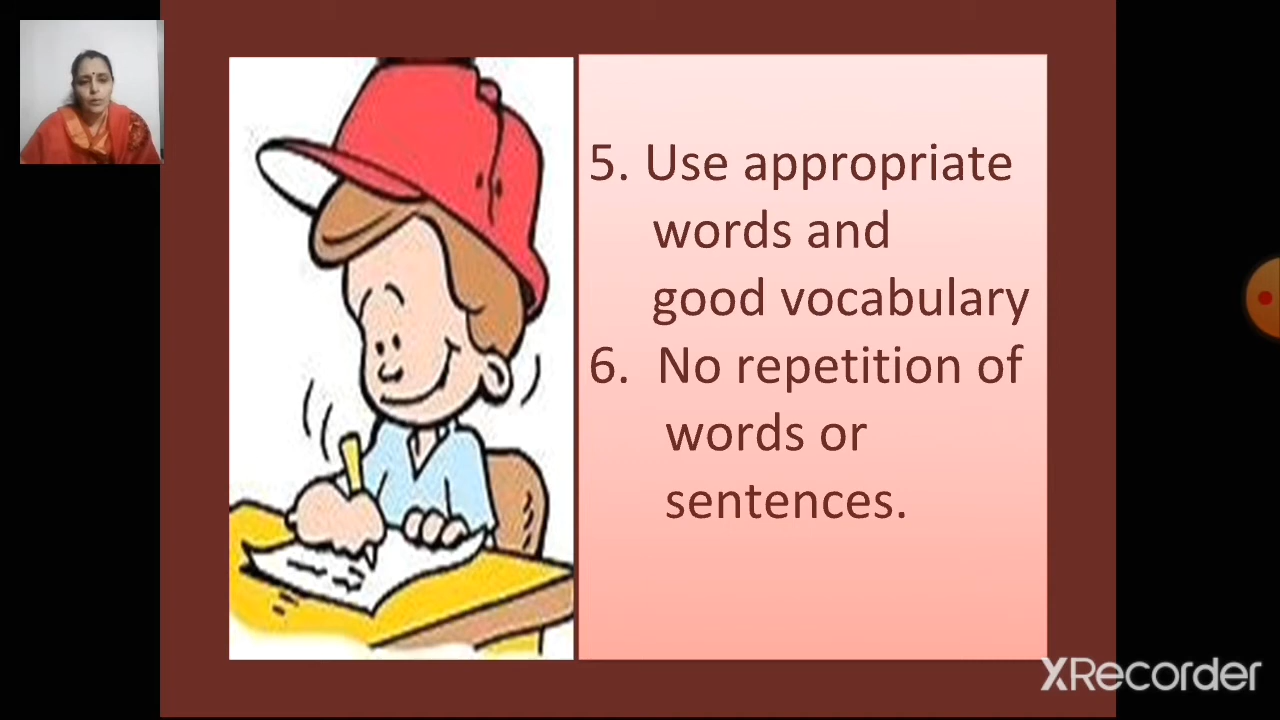 5. Use appropriate
words and
good vocabulary
6. No repetition of
words or
sentences.
XRecorder